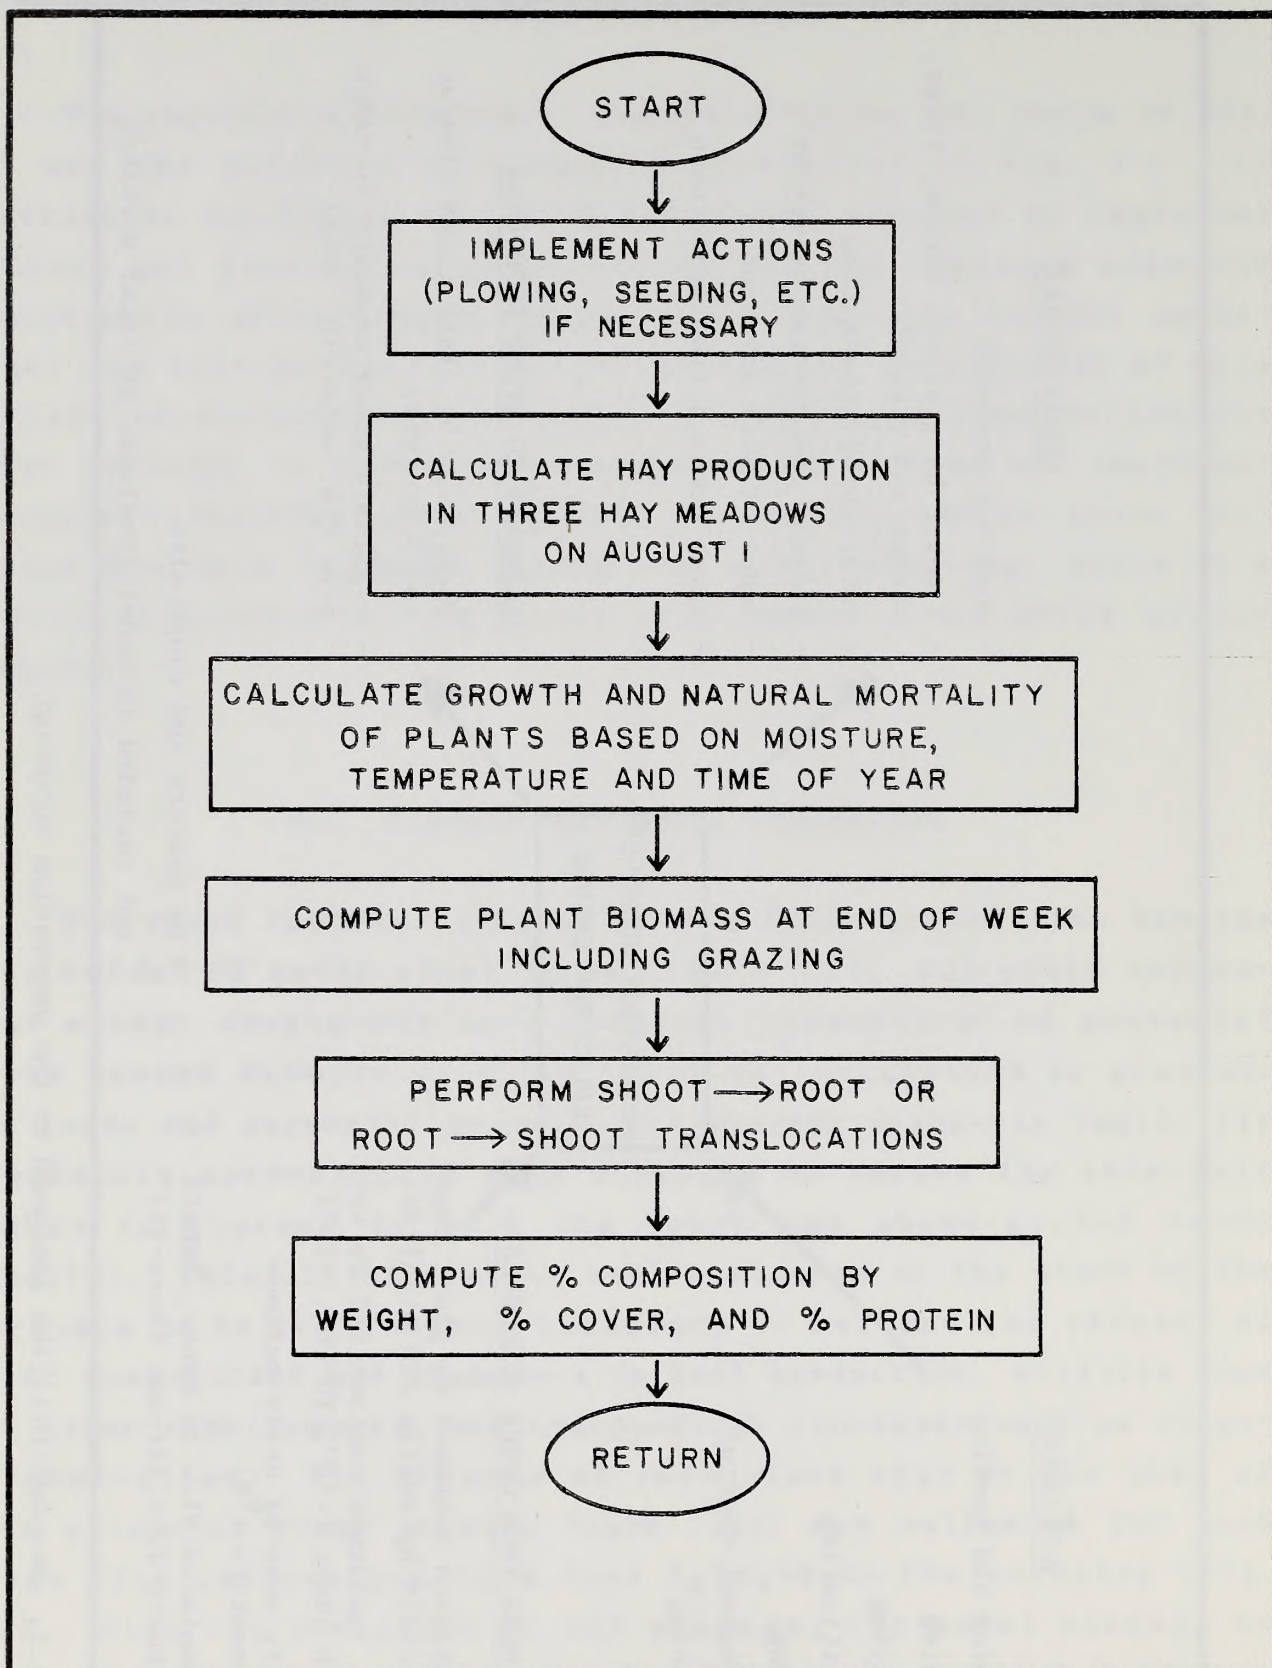 START
IMPLEMENT ACTIONS
(PLOWING, SEEDING, ETC.)
IF NECESSARY
CALCULATE HAY PRODUCTION
IN THREE HAY MEADOWS
ON AUGUST 1
CALCULATE GROWTH AND NATURAL MORTALITY
OF PLANTS BASED ON MOISTURE,
TEMPERATURE AND TIME OF YEAR
COMPUTE PLANT BIOMASS AT END OF WEEK
INCLUDING GRAZING
PERFORM SHOOT→ROOT OR
ROOT→SHOOT TRANSLOCATIONS
COMPUTE % COMPOSITION BY
WEIGHT, % COVER, AND % PROTEIN
RETURN